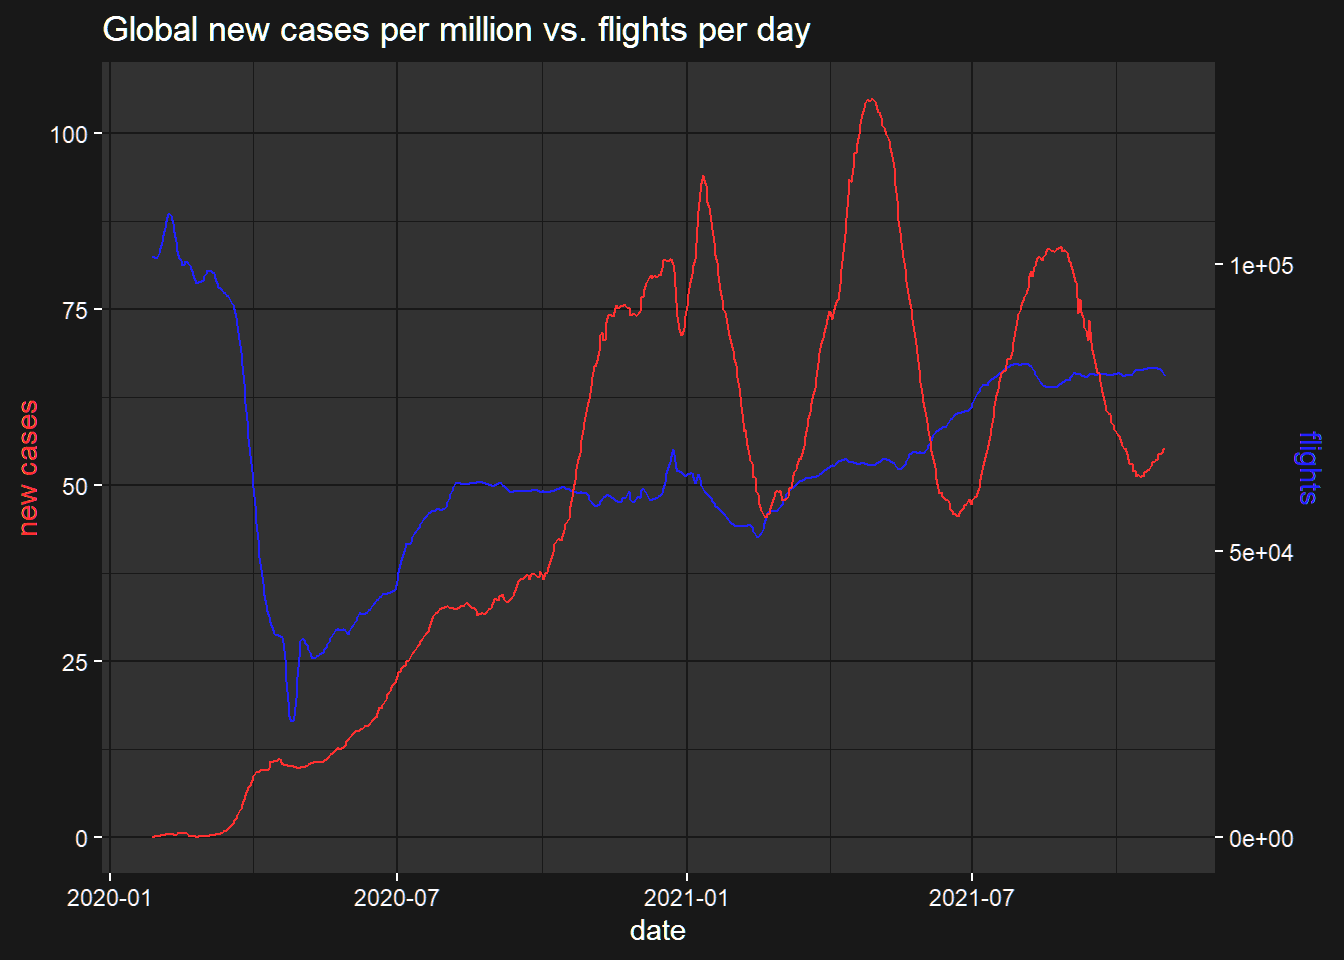 Global new cases per million vs. flights per day
new cases
100
75
50
25
0
1e+05
5e+04
0e+00
flights
2020-01
2020-07
2021-01
2021-07
date